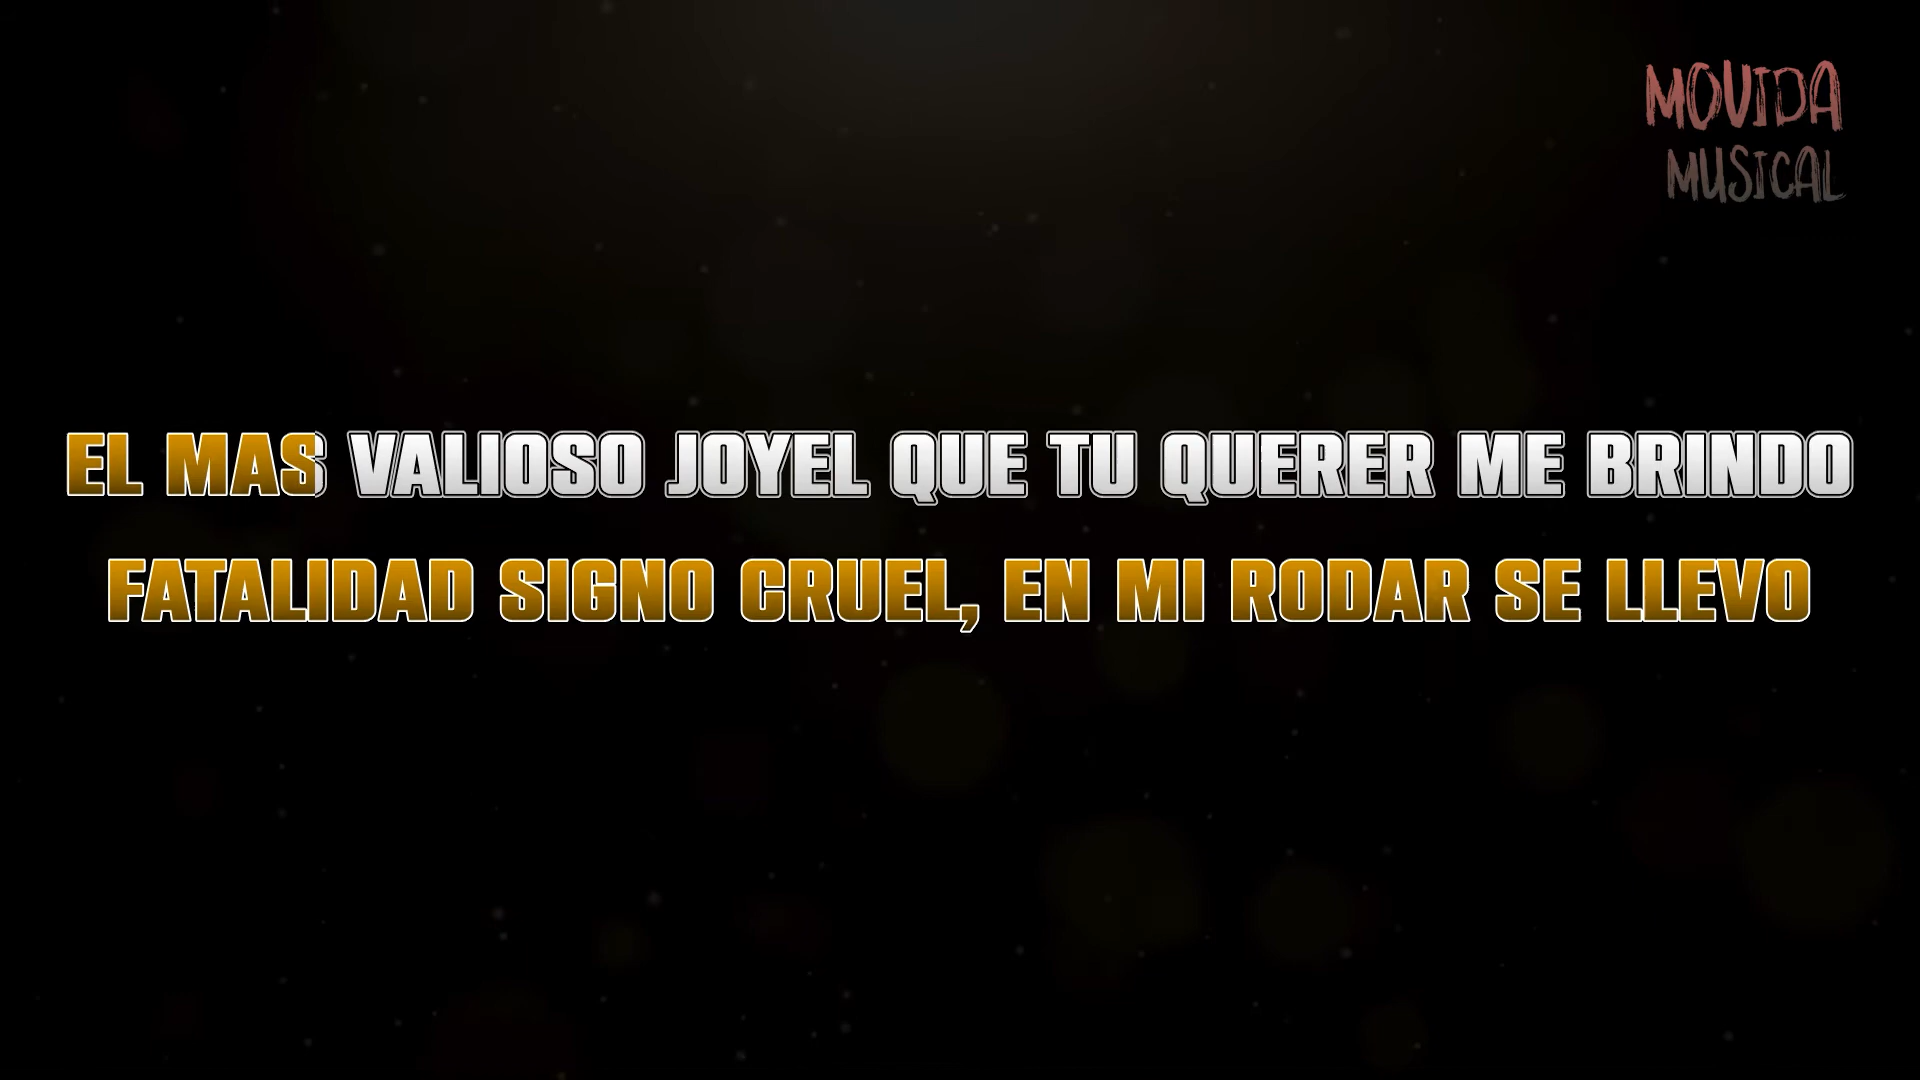 MOVIDA
MUSICAL
EL MAS VALIOSO JOYEL QUE TU QUERER ME BRINDO
FATALIDAD SIGNO CRUEL, EN MI RODAR SE LLEVO